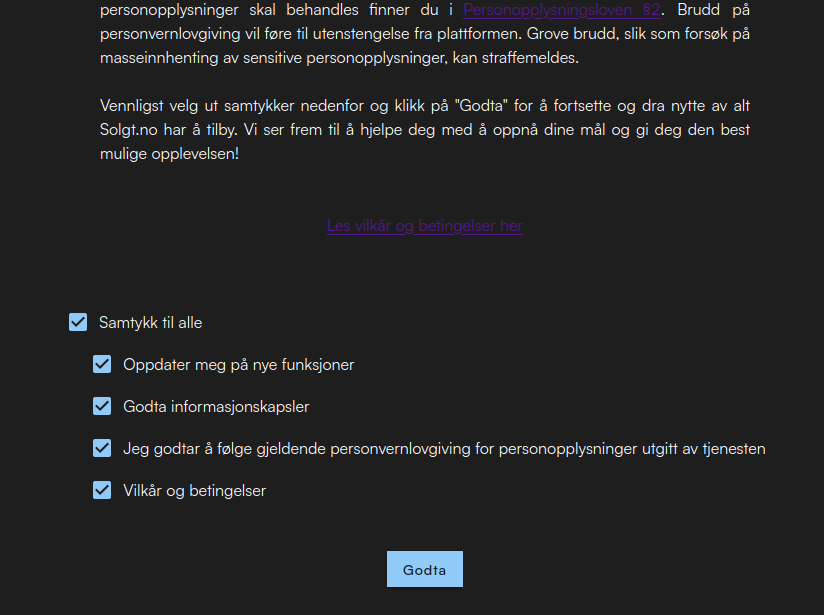 personopplysninger skal behandles finner du i Personopplysningsloven §2. Brudd på
personvernlovgiving vil føre til utenstengelse fra plattformen. Grove brudd, slik som forsøk på
masseinnhenting av sensitive personopplysninger, kan straffemeldes.
Vennligst velg ut samtykker nedenfor og klikk på "Godta" for å fortsette og dra nytte av alt
Solgt.no har å tilby. Vi ser frem til å hjelpe deg med å oppnå dine mål og gi deg den best
mulige opplevelsen!
Les vilkår og betingelser her
Samtykk til alle
Oppdater meg på nye funksjoner
Godta informasjonskapsler
Jeg godtar å følge gjeldende personvernlovgiving for personopplysninger utgitt av tjenesten
Vilkår og betingelser
Godta